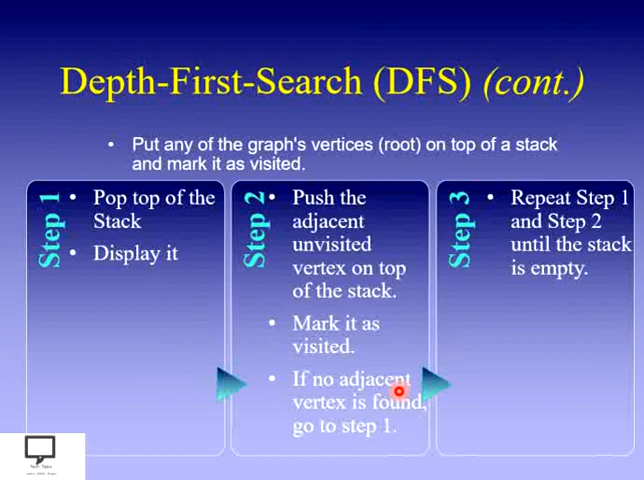 Depth-First-Search (DFS) (cont.)
• Put any of the graph's vertices (root) on top of a stack
and mark it as visited.
Step 1
• Pop top of the
Stack
• Display it
Step 2
• Push the
adjacent
unvisited
vertex on top
of the stack.
• Mark it as
visited.
• If no adjacent
vertex is found,
go to step 1.
Step 3
• Repeat Step 1
and Step 2
until the stack
is empty.